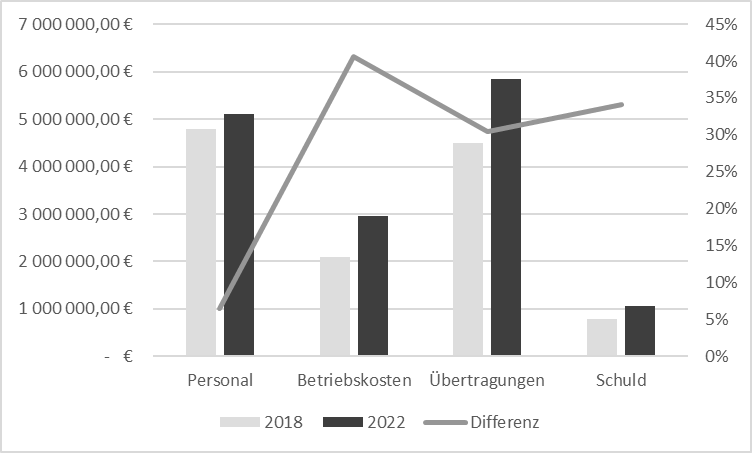 7 000 000,00 € 45%
6 000 000,00 € 40%
5 000 000,00 € 35%
4 000 000,00 € 30%
3 000 000,00 € 25%
2 000 000,00 € 20%
1 000 000,00 € 15%
- € 10%
5%
0%
Personal Betriebskosten Übertragungen Schuld
2018 2022 Differenz